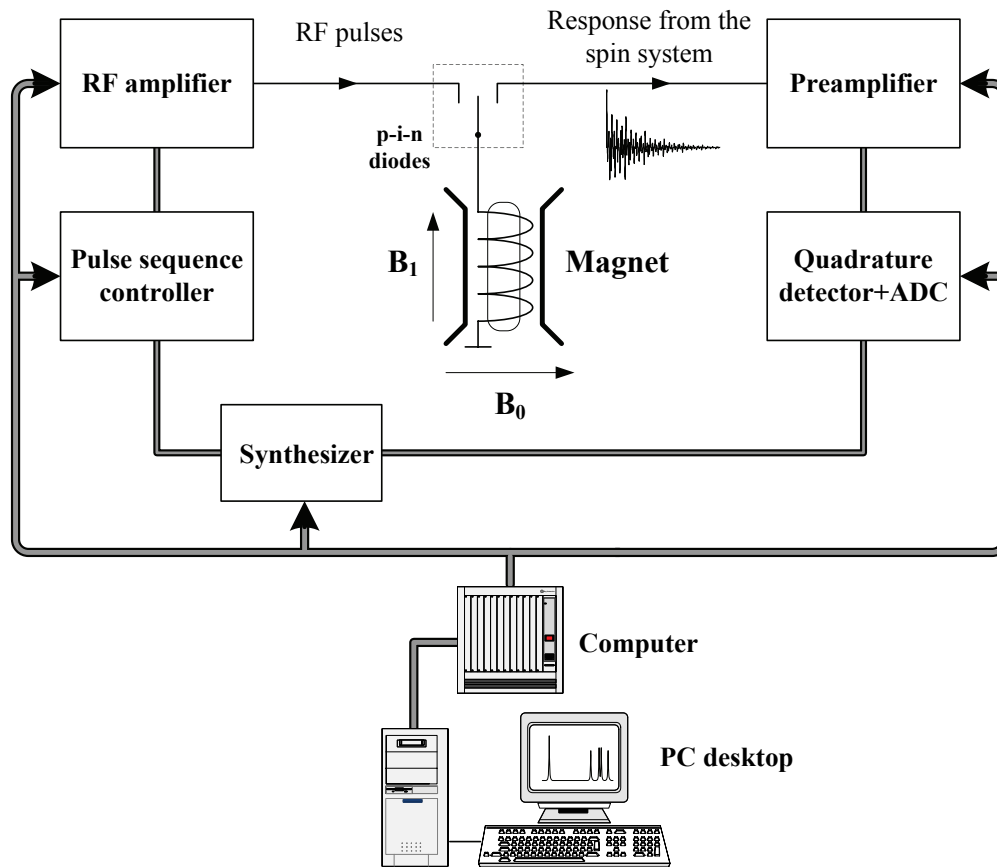 RF pulses
Response from the
spin system
RF amplifier
Preamplifier
p-i-n
diodes
Pulse sequence
controller
B1
Magnet
Quadrature
detector+ADC
B0
Synthesizer
Computer
PC desktop